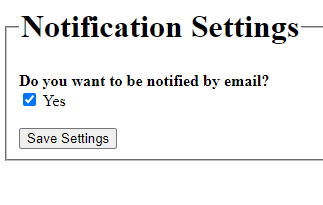 Notification Settings
Do you want to be notified by email?
Yes
Save Settings